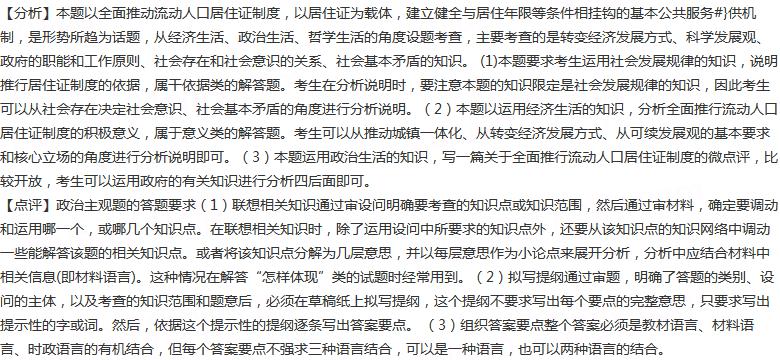 【分析】本题以全面推动流动人口居住证制度，以居住证为载体，建立健全与居住年限等条件相挂钩的基本公共服务#}供机
制，是形势所趋为话题，从经济生活、政治生活、哲学生活的角度设题考查，主要考查的是转变经济发展方式、科学发展观、
政府的职能和工作原则、社会存在和社会意识的关系、社会基本矛盾的知识。(1)本题要求考生运用社会发展规律的知识，说明
推行居住证制度的依据，属干依据类的解答题。考生在分析说明时，要注意本题的知识限定是社会发展规律的知识，因此考生
可以从社会存在决定社会意识、社会基本矛盾的角度进行分析说明。（2）本题以运用经济生活的知识，分析全面推行流动人口
居住证制度的积极意义，属于意义类的解答题。考生可以从推动城镇一体化、从转变经济发展方式、从可续发展观的基本要求
和核心立场的角度进行分析说明即可。（3）本题运用政治生活的知识，写一篇关于全面推行流动人口居住证制度的微点评，比
较开放，考生可以运用政府的有关知识进行分析四后面即可。
【点评】政治主观题的答题要求（1）联想相关知识通过审设问明确要考查的知识点或知识范围，然后通过审材料，确定要调动
和运用哪一个，或哪几个知识点。在联想相关知识时，除了运用设问中所要求的知识点外，还要从该知识点的知识网络中调动
一些能解答该题的相关知识点。或者将该知识点分解为几层意思，并以每层意思作为小论点来展开分析，分析中应结合材料中
相关信息(即材料语言)。这种情况在解答“怎样体现”类的试题时经常用到。（2）拟写提纲通过审题，明确了答题的类别、设
问的主体，以及考查的知识范围和题意后，必须在草稿纸上拟写提纲，这个提纲不要求写出每个要点的完整意思，只要求写出
提示性的字或词。然后，依据这个提示性的提纲逐条写出答案要点。（3）组织答案要点整个答案必须是教材语言、材料语
言、时政语言的有机结合，但每个答案要点不强求三种语言结合，可以是一种语言，也可以两种语言的结合。